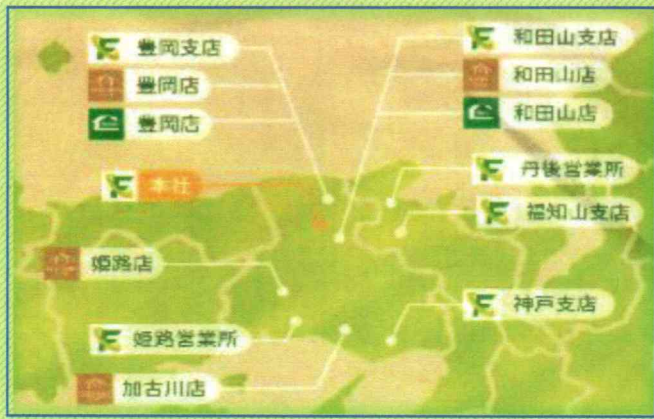 豊岡支店
豊岡店
豊岡店
本社
姫路店
姫路営業所
加古川店
和田山支店
和田山店
和田山店
丹後営業所
福知山支店
神戸支店